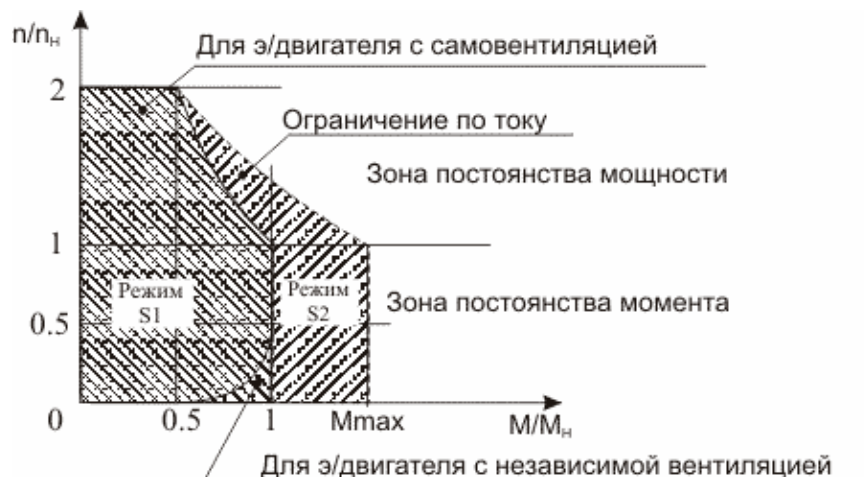 n/nн
Для э/двигателя с самовентиляцией
2
Ограничение по току
Зона постоянства мощности
1
Режим S1
Режим S2
Зона постоянства момента
0.5
0
0.5
1
Mmax
M/Mн
Для э/двигателя с независимой вентиляцией